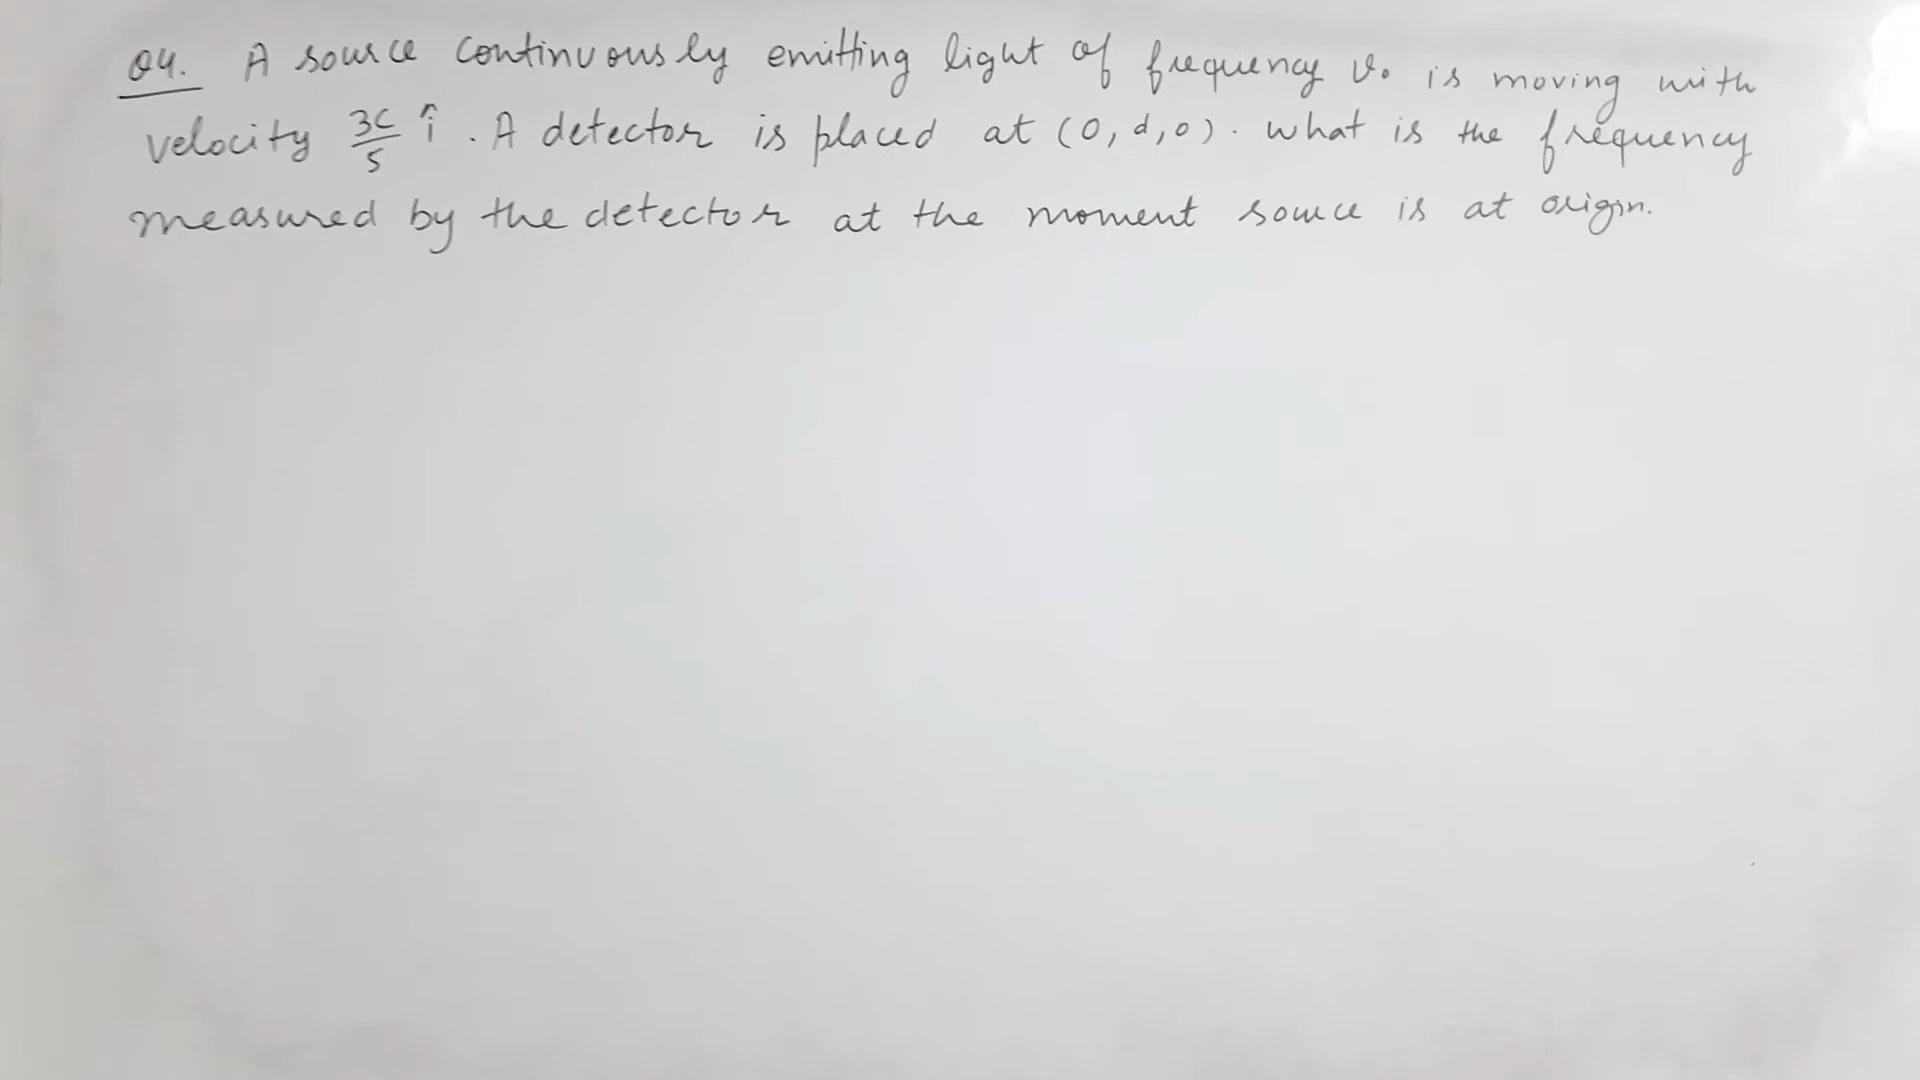 Q4. A source continuously emitting light of frequency ν₀ is moving with
velocity 3c/5 î. A detector is placed at (0,d,0). What is the frequency
measured by the detector at the moment source is at origin.